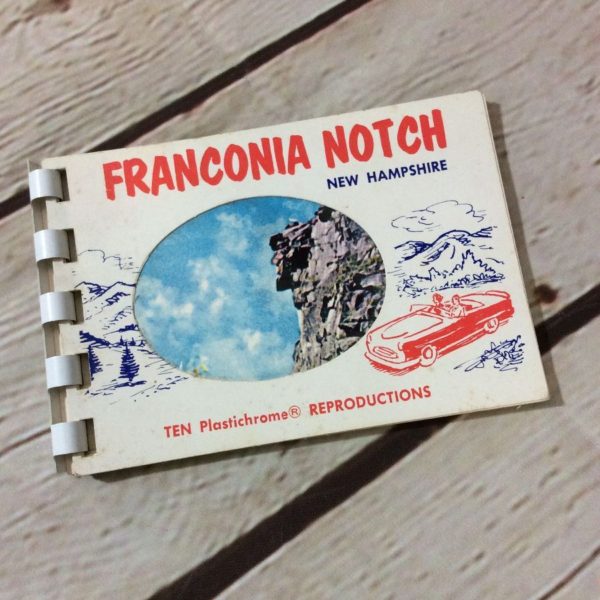 FRANCONIA NOTCH
NEW HAMPSHIRE
TEN Plastichrome® REPRODUCTIONS